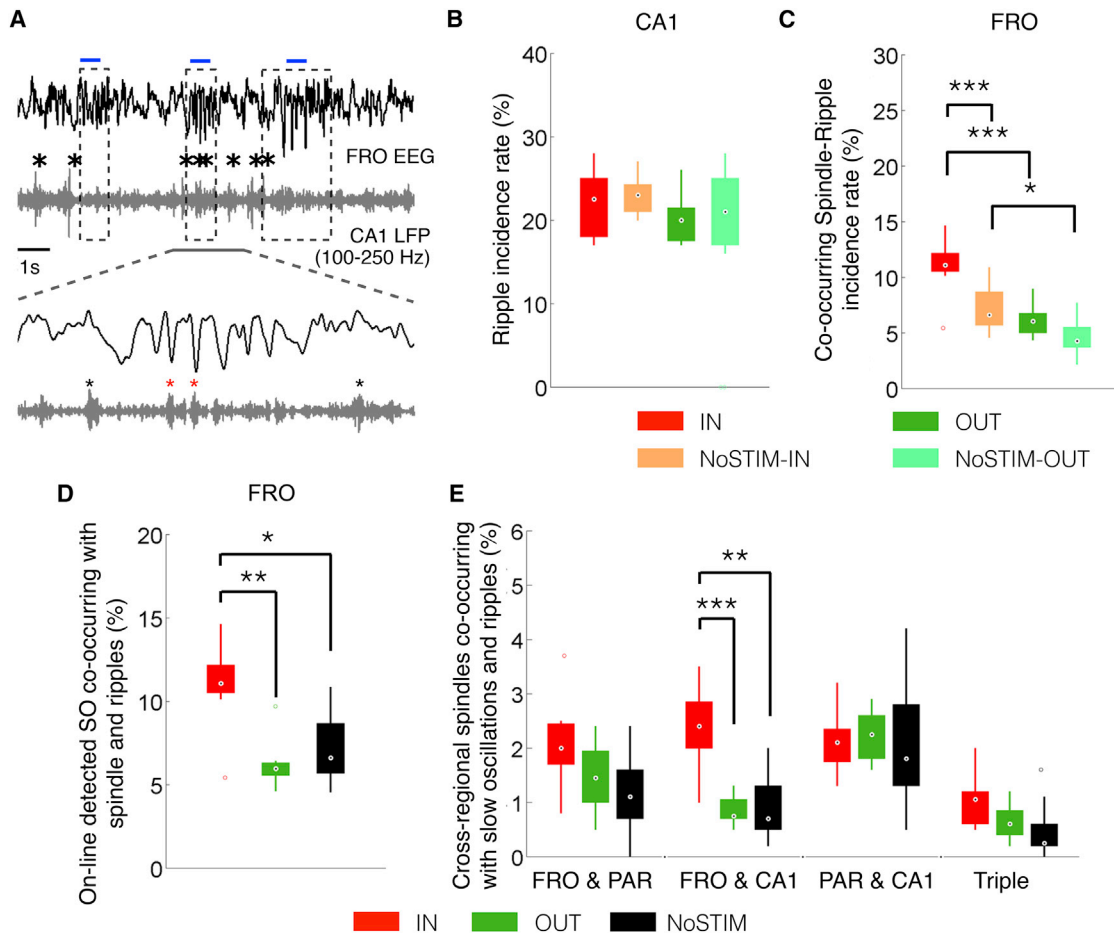 A
FRO EEG
* * * * * * * *
CA1 LFP
(100-250 Hz)
1s
* * * *
B
CA1
Ripple incidence rate (%)
40
30
20
10
0
C
FRO
Co-occurring Spindle-Ripple
incidence rate (%)
30
25
20
15
10
5
0
***
***
*
IN
NoSTIM-IN
OUT
NoSTIM-OUT
D
FRO
On-line detected SO co-occurring with
spindle and ripples (%)
20
15
10
5
0
*
**
E
Cross-regional spindles co-occurring
with slow oscillations and ripples (%)
6
5
4
3
2
1
0
**
***
FRO & PAR
FRO & CA1
PAR & CA1
Triple
IN
OUT
NoSTIM